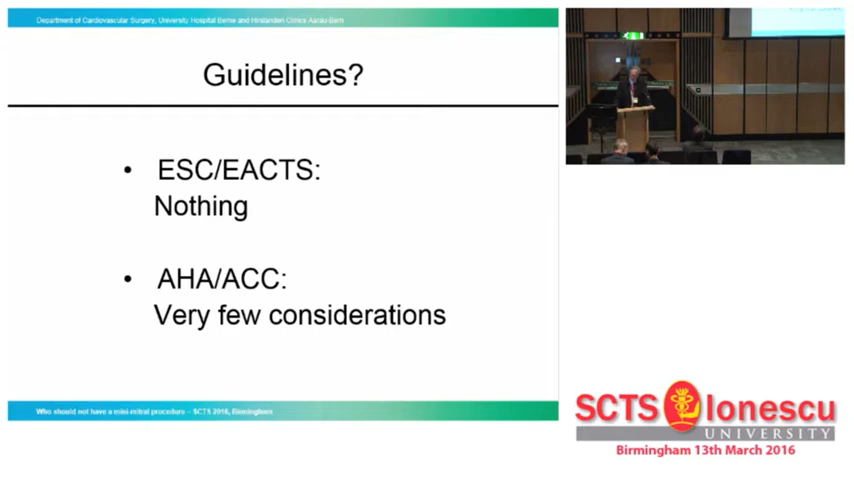 Department of Cardiovascular Surgery, University Hospital Berne and Hirslanden Clinics Aarau-Bern
Guidelines?
• ESC/EACTS:
Nothing
• AHA/ACC:
Very few considerations
Who should not have a mini-mitral procedure – SCTS 2016, Birmingham
SCTS Ionescu
UNIVERSITY
Birmingham 13th March 2016